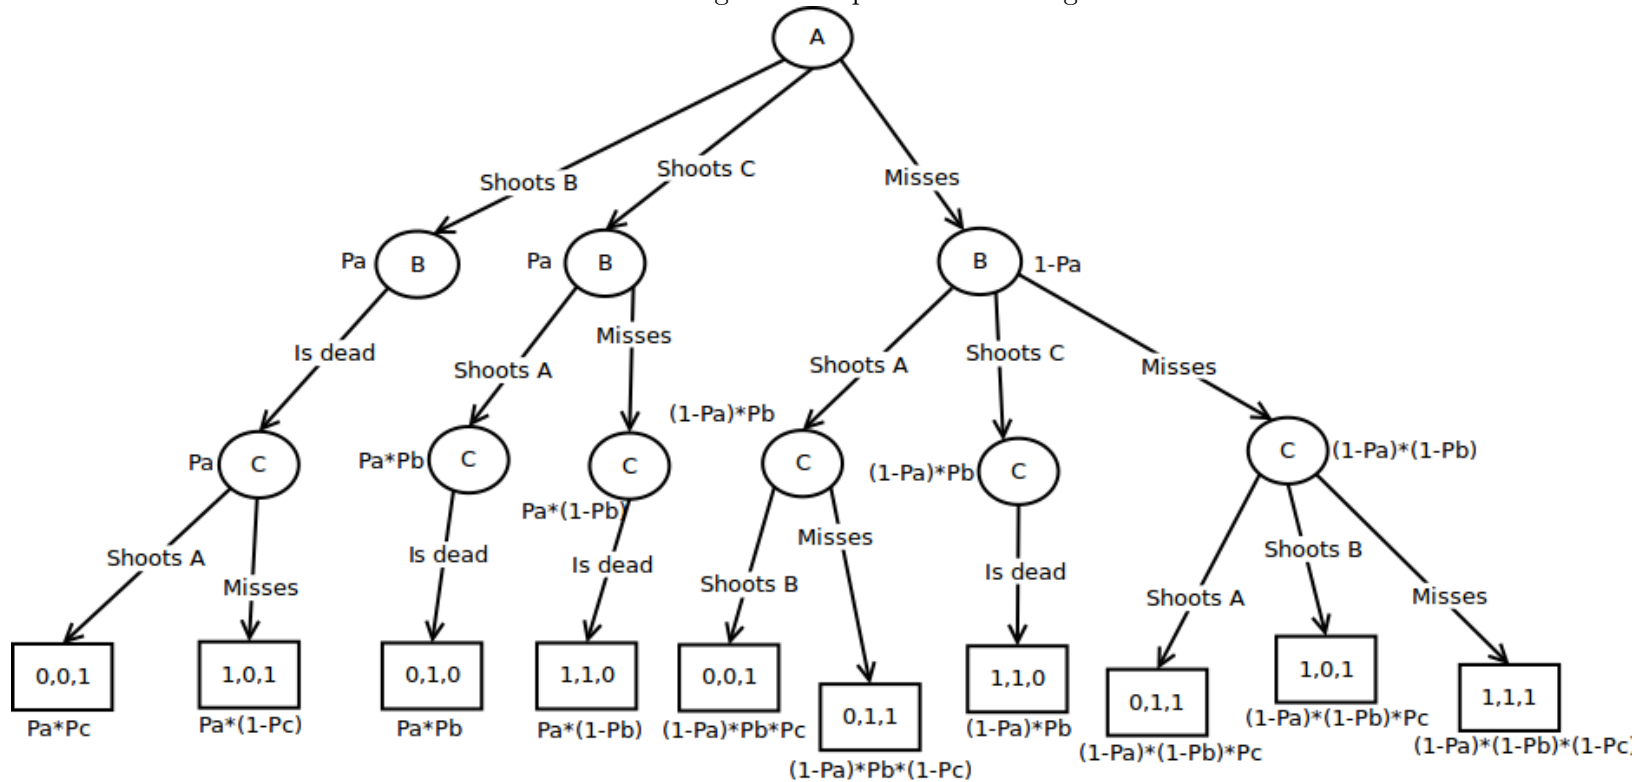 A
Shoots B
Shoots C
Misses
Pa
B
Pa
B
B
1-Pa
Is dead
Shoots A
Misses
Shoots A
Shoots C
Misses
Pa
C
Pa*Pb
C
Pa*(1-Pb)
C
(1-Pa)*Pb
C
(1-Pa)*Pb
C
C
(1-Pa)*(1-Pb)
Shoots A
Misses
Is dead
Is dead
Shoots B
Misses
Is dead
Shoots A
Shoots B
Misses
0,0,1
1,0,1
0,1,0
1,1,0
0,0,1
0,1,1
1,1,0
0,1,1
1,0,1
1,1,1
Pa*Pc
Pa*(1-Pc)
Pa*Pb
Pa*(1-Pb)
(1-Pa)*Pb*Pc
(1-Pa)*Pb*(1-Pc)
(1-Pa)*Pb
(1-Pa)*(1-Pb)*Pc
(1-Pa)*(1-Pb)*Pc
(1-Pa)*(1-Pb)*(1-Pc)